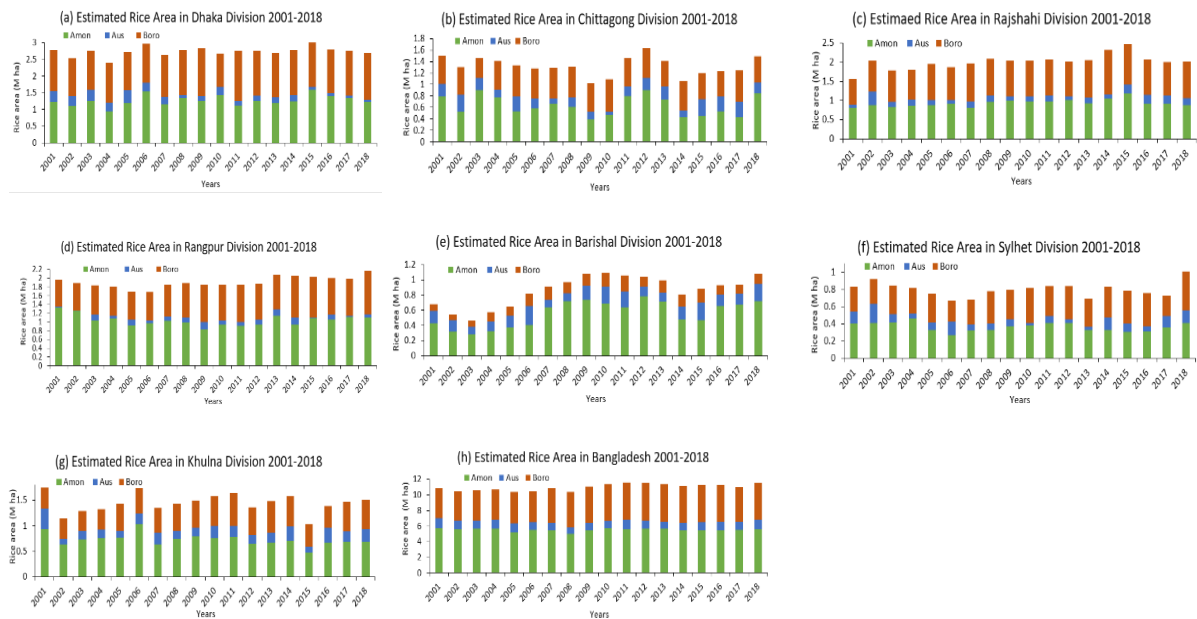 (a) Estimated Rice Area in Dhaka Division 2001-2018
Amon Aus Boro
Rice area (M ha)
3
2.5
2
1.5
1
0.5
0
2001 2002 2003 2004 2005 2006 2007 2008 2009 2010 2011 2012 2013 2014 2015 2016 2017 2018
Years
(b) Estimated Rice Area in Chittagong Division 2001-2018
Amon Aus Boro
Rice area (M ha)
1.8
1.6
1.4
1.2
1
0.8
0.6
0.4
0.2
0
2001 2002 2003 2004 2005 2006 2007 2008 2009 2010 2011 2012 2013 2014 2015 2016 2017 2018
Years
(c) Estimaed Rice Area in Rajshahi Division 2001-2018
Amon Aus Boro
Rice area (M ha)
2.5
2
1.5
1
0.5
0
2001 2002 2003 2004 2005 2006 2007 2008 2009 2010 2011 2012 2013 2014 2015 2016 2017 2018
Years
(d) Estimated Rice Area in Rangpur Division 2001-2018
Amon Aus Boro
Rice area (M ha)
2.2
2
1.8
1.6
1.4
1.2
1
0.8
0.6
0.4
0.2
0
2001 2002 2003 2004 2005 2006 2007 2008 2009 2010 2011 2012 2013 2014 2015 2016 2017 2018
Years
(e) Estimated Rice Area in Barishal Division 2001-2018
Amon Aus Boro
Rice area (M ha)
1.2
1
0.8
0.6
0.4
0.2
0
2001 2002 2003 2004 2005 2006 2007 2008 2009 2010 2011 2012 2013 2014 2015 2016 2017 2018
Years
(f) Estimated Rice Area in Sylhet Division 2001-2018
Amon Aus Boro
Rice area (M ha)
1
0.8
0.6
0.4
0.2
0
2001 2002 2003 2004 2005 2006 2007 2008 2009 2010 2011 2012 2013 2014 2015 2016 2017 2018
Years
(g) Estimated Rice Area in Khulna Division 2001-2018
Amon Aus Boro
Rice area (M ha)
1.5
1
0.5
0
2001 2002 2003 2004 2005 2006 2007 2008 2009 2010 2011 2012 2013 2014 2015 2016 2017 2018
Years
(h) Estimated Rice Area in Bangladesh 2001-2018
Amon Aus Boro
Rice area (M ha)
12
10
8
6
4
2
0
2001 2002 2003 2004 2005 2006 2007 2008 2009 2010 2011 2012 2013 2014 2015 2016 2017 2018
Years